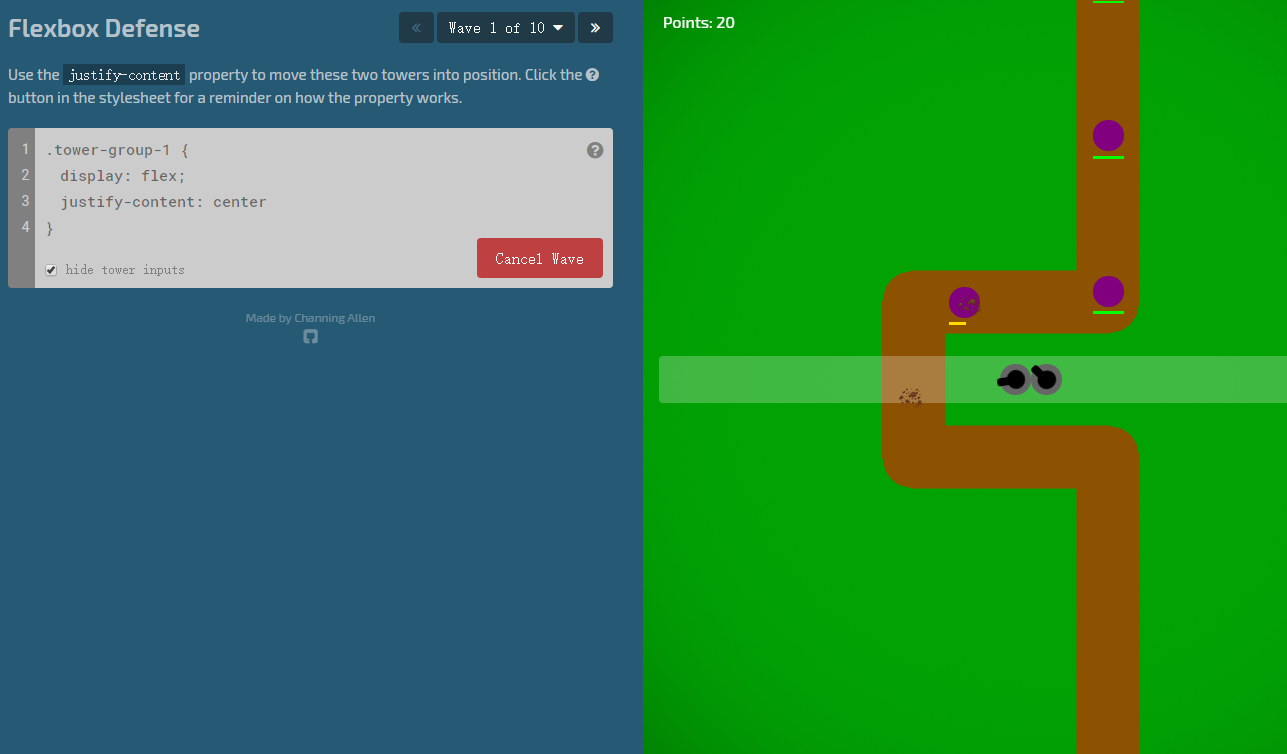 Flexbox Defense
« Wave 1 of 10 »
Points: 20
Use the justify-content property to move these two towers into position. Click the ?
button in the stylesheet for a reminder on how the property works.
1 .tower-group-1 { ?
2 display: flex;
3 justify-content: center
4 }
hide tower inputs
Cancel Wave
Made by Channing Allen